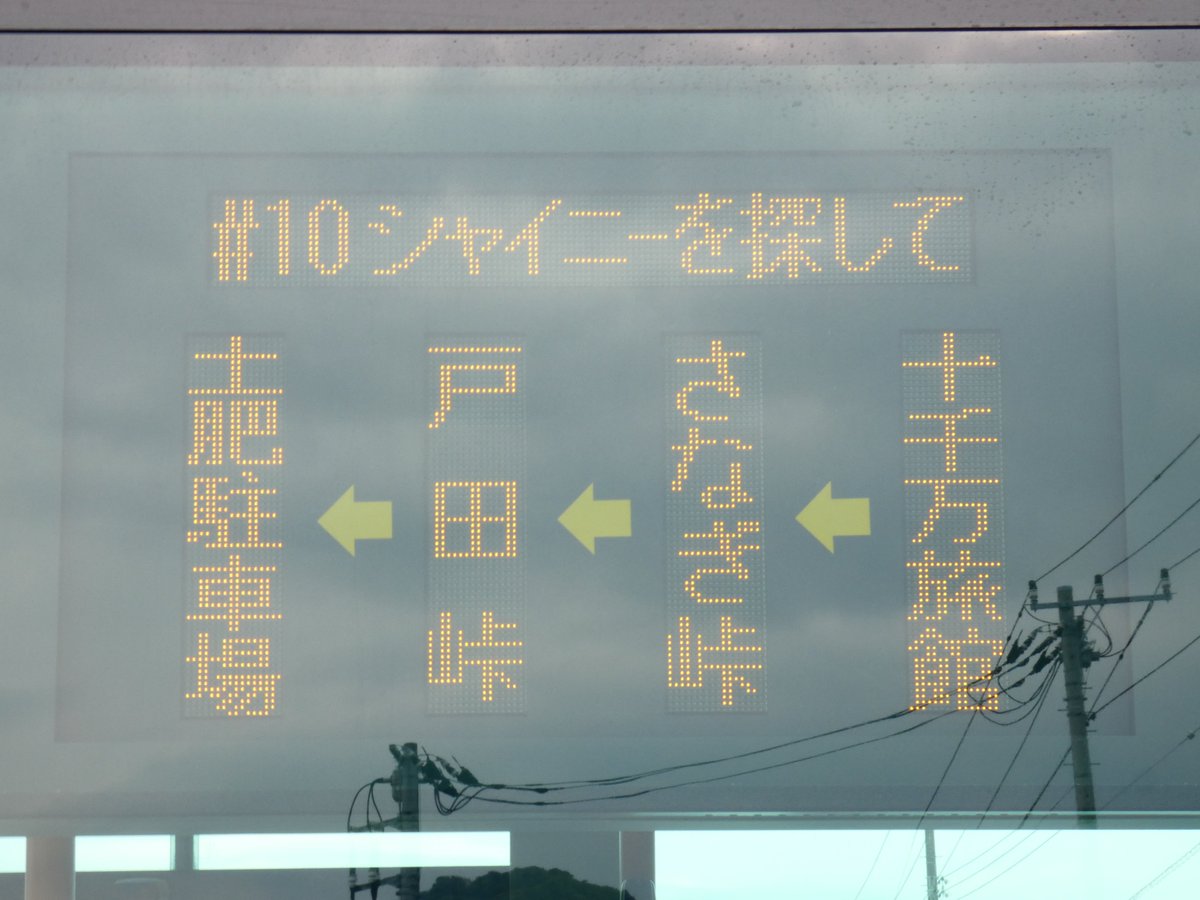 #10シャイニーを探して
十千万旅館
さなぎ峠
戸田峠
土肥駐車場